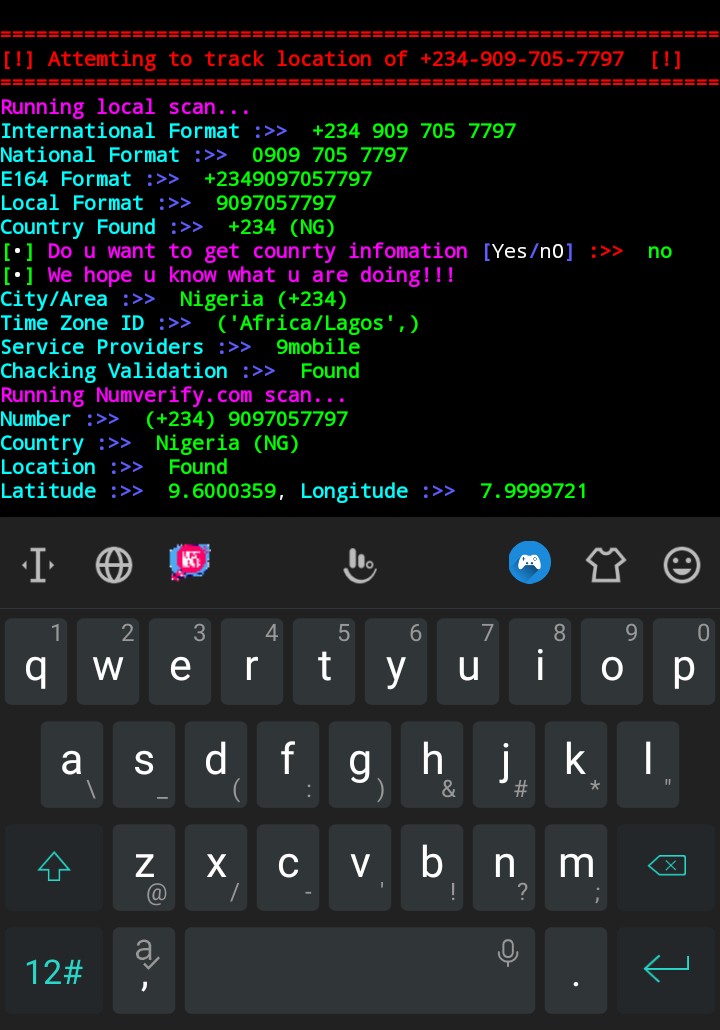 ============================================================
[!] Attemting to track location of +234-909-705-7797 [!]
============================================================
Running local scan...
International Format :>> +234 909 705 7797
National Format :>> 0909 705 7797
E164 Format :>> +2349097057797
Local Format :>> 9097057797
Country Found :>> +234 (NG)
[•] Do u want to get counrty infomation [Yes/nO] :>> no
[•] We hope u know what u are doing!!!
City/Area :>> Nigeria (+234)
Time Zone ID :>> ('Africa/Lagos',)
Service Providers :>> 9mobile
Chacking Validation :>> Found
Running Numverify.com scan...
Number :>> (+234) 9097057797
Country :>> Nigeria (NG)
Location :>> Found
Latitude :>> 9.6000359, Longitude :>> 7.9999721
1 2 3 4 5 6 7 8 9 0
q w e r t y u i o p
a s d f g h j k l
\ _ ( : ) & # * "
z x c v b n m
@ / - ' ! ? ;
12# a , .